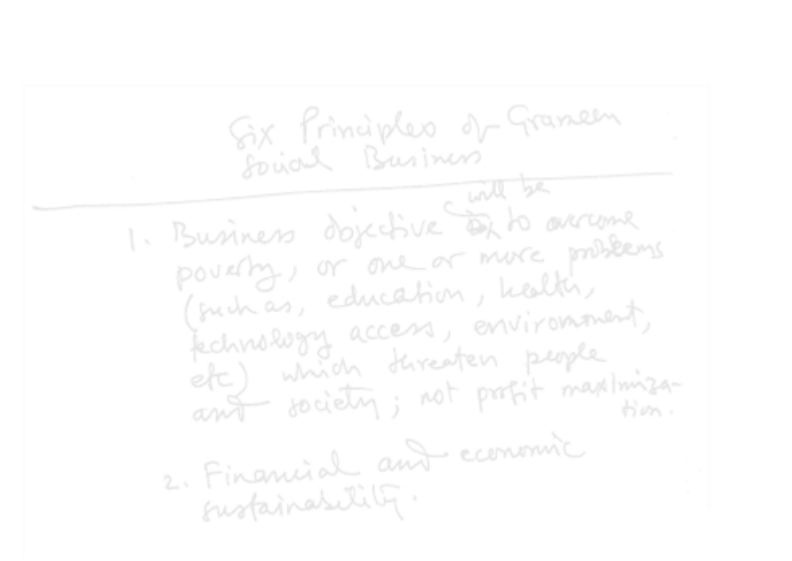 Six Principles of Grameen
Social Business
will be
1. Business objective to overcome
poverty, or one or more problems
(such as, education, health,
technology access, environment,
etc) which threaten people
and society; not profit maximiza-
tion.
2. Financial and economic
sustainability.